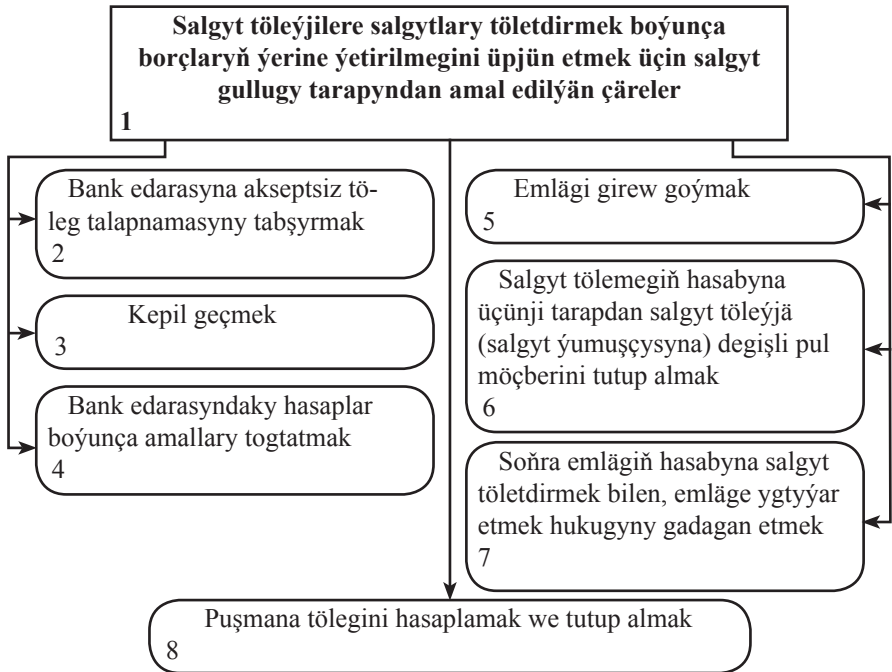 Salgyt töleýjilere salgytlary töletdirmek boýunça
borçlaryň ýerine ýetirilmegini üpjün etmek üçin salgyt
gullugy tarapyndan amal edilýän çäreler
1
Bank edarasyna akseptsiz tö-
leg talapnamasyny tabşyrmak
2
Kepil geçmek
3
Bank edarasyndaky hasaplar
boýunça amallary togtatmak
4
Emlägi girew goýmak
5
Salgyt tölemegiň hasabyna
üçünji tarapdan salgyt töleýjä
(salgyt ýumuşçysyna) degişli pul
möçberini tutup almak
6
Soňra emlägiň hasabyna salgyt
töletdirmek bilen, emläge ygtyýar
etmek hukugyny gadagan etmek
7
Puşmana tölegini hasaplamak we tutup almak
8